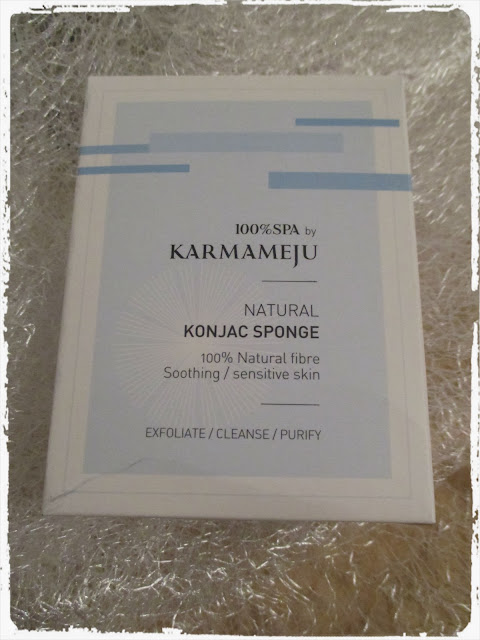 100%SPA by
KARMAMEJU
NATURAL
KONJAC SPONGE
100% Natural fibre
Soothing / sensitive skin
EXFOLIATE / CLEANSE / PURIFY